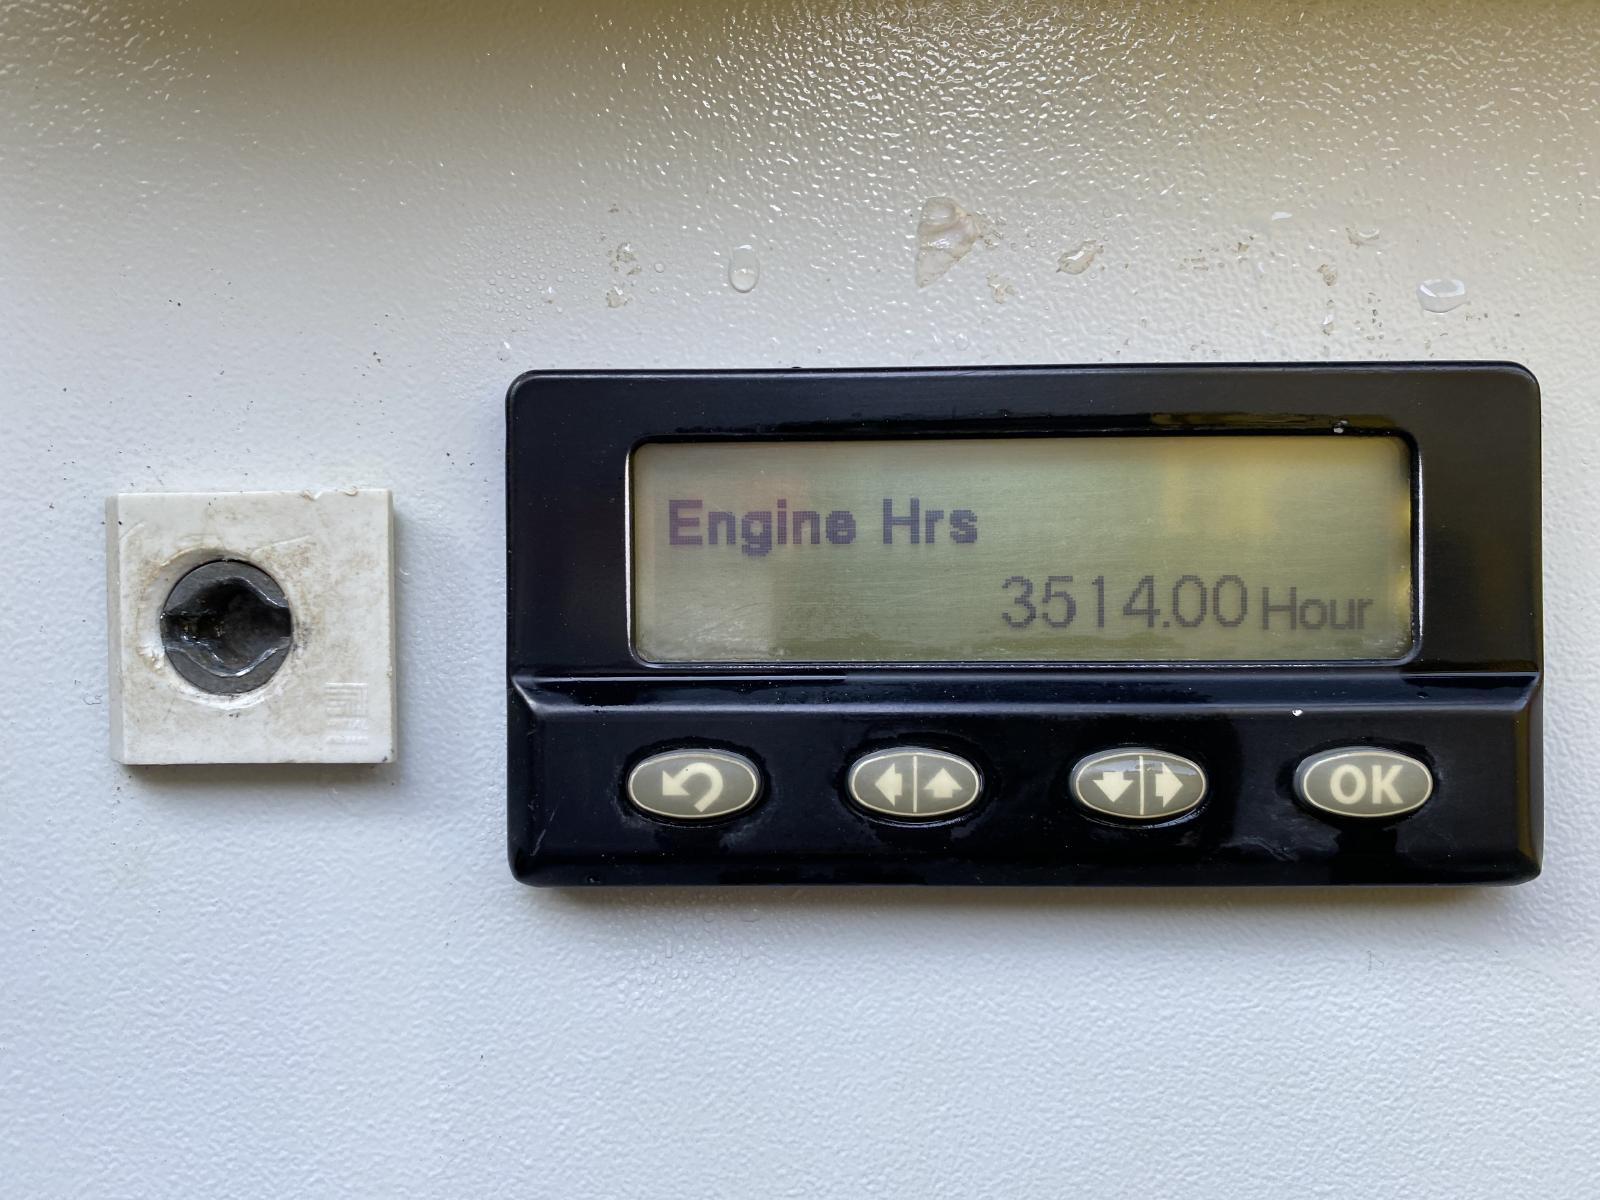 Engine Hrs
3514.00 Hour
OK